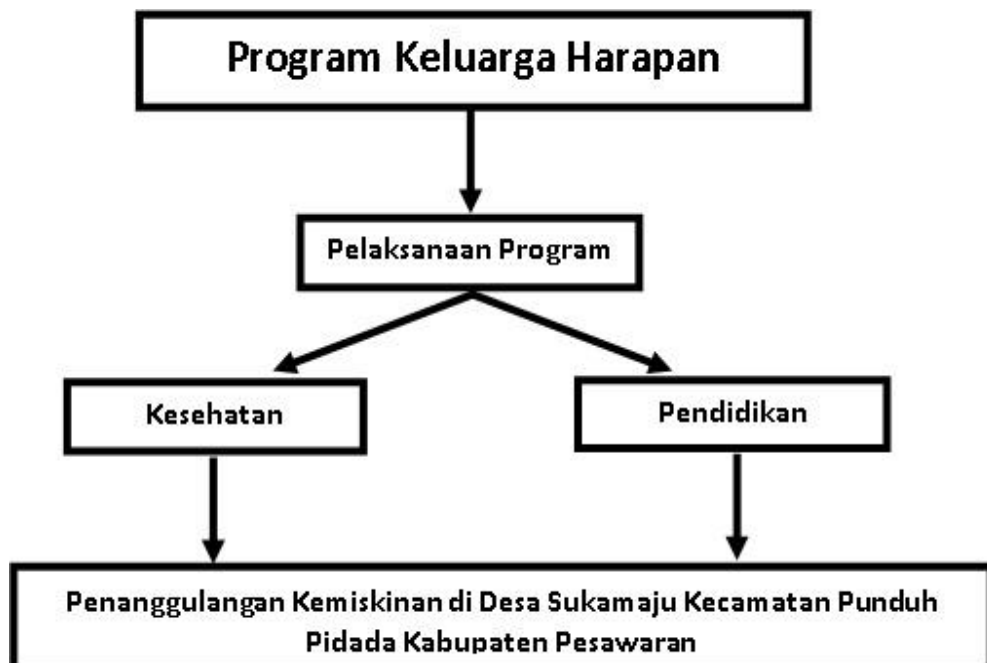 Program Keluarga Harapan
Pelaksanaan Program
Kesehatan
Pendidikan
Penanggulangan Kemiskinan di Desa Sukamaju Kecamatan Punduh
Pidada Kabupaten Pesawaran